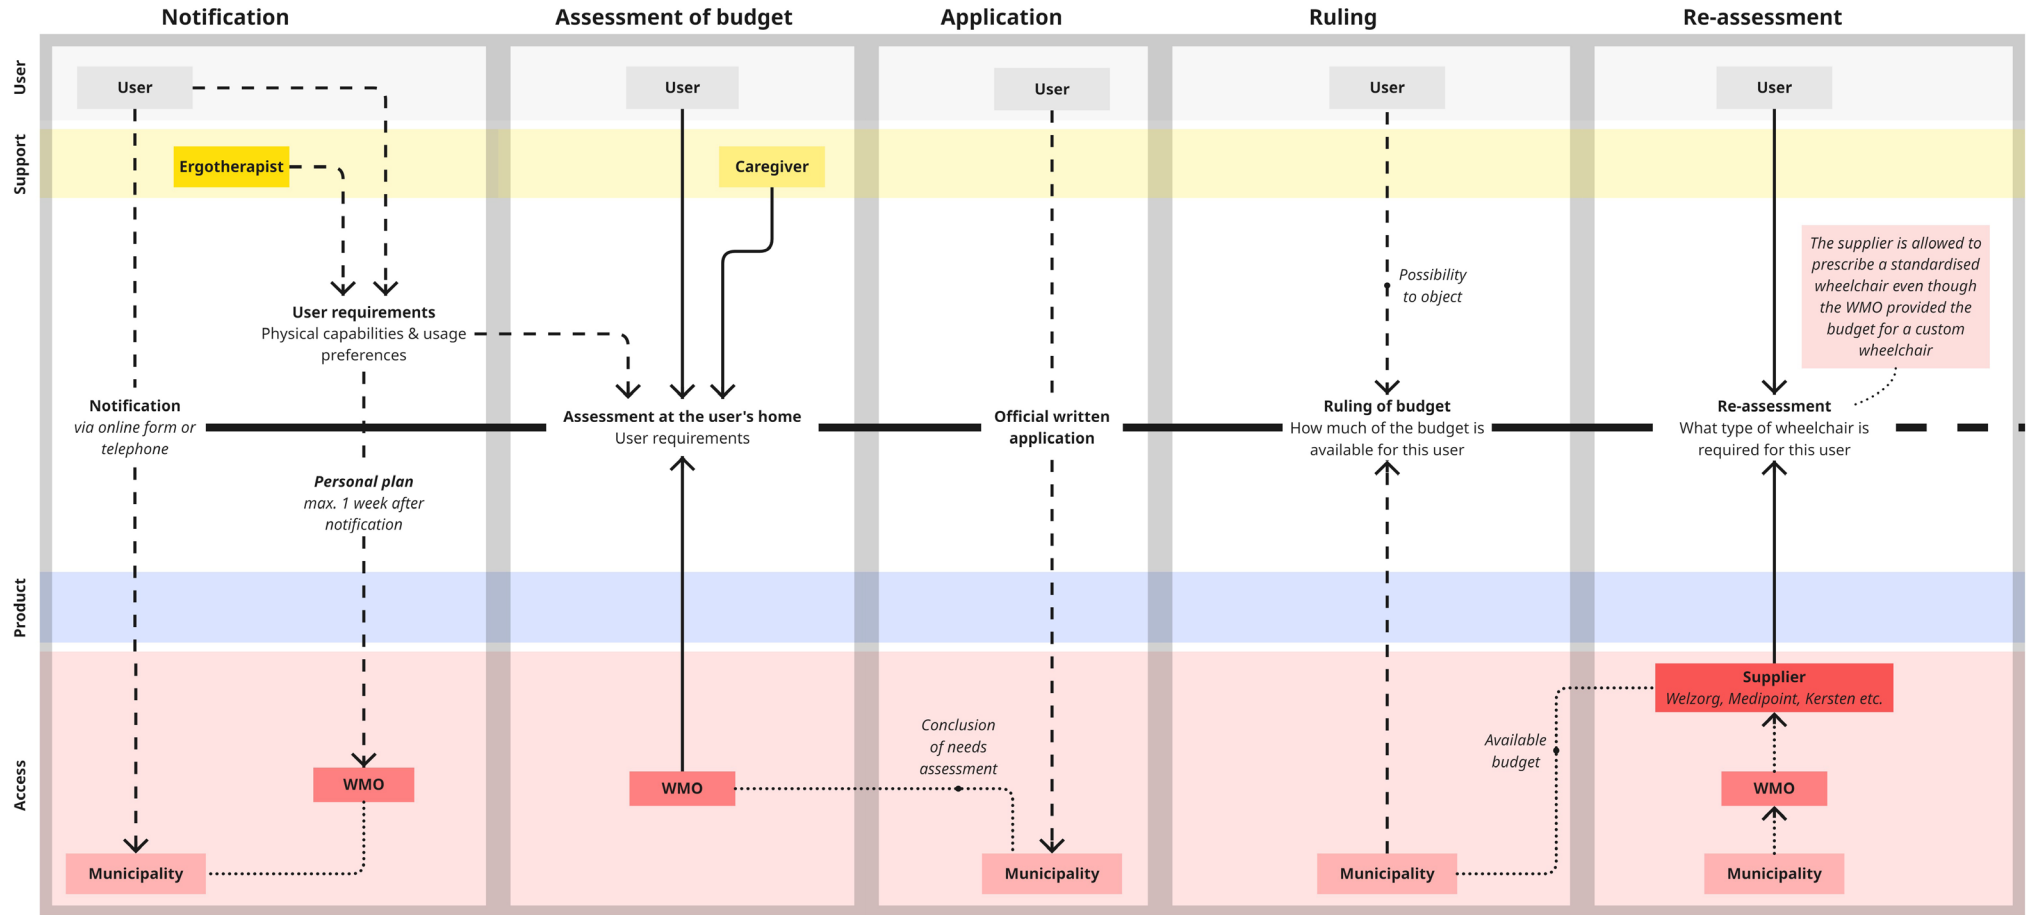 Notification
Assessment of budget
Application
Ruling
Re-assessment
User
Support
Product
Access
User
Ergotherapist
User requirements
Physical capabilities & usage
preferences
Notification
via online form or
telephone
Personal plan
max. 1 week after
notification
WMO
Municipality
User
Caregiver
Assessment at the user's home
User requirements
WMO
Conclusion
of needs
assessment
User
Official written
application
Municipality
User
Possibility
to object
Ruling of budget
How much of the budget is
available for this user
Available
budget
Municipality
User
The supplier is allowed to
prescribe a standardised
wheelchair even though
the WMO provided the
budget for a custom
wheelchair
Re-assessment
What type of wheelchair is
required for this user
Supplier
Welzorg, Medipoint, Kersten etc.
WMO
Municipality